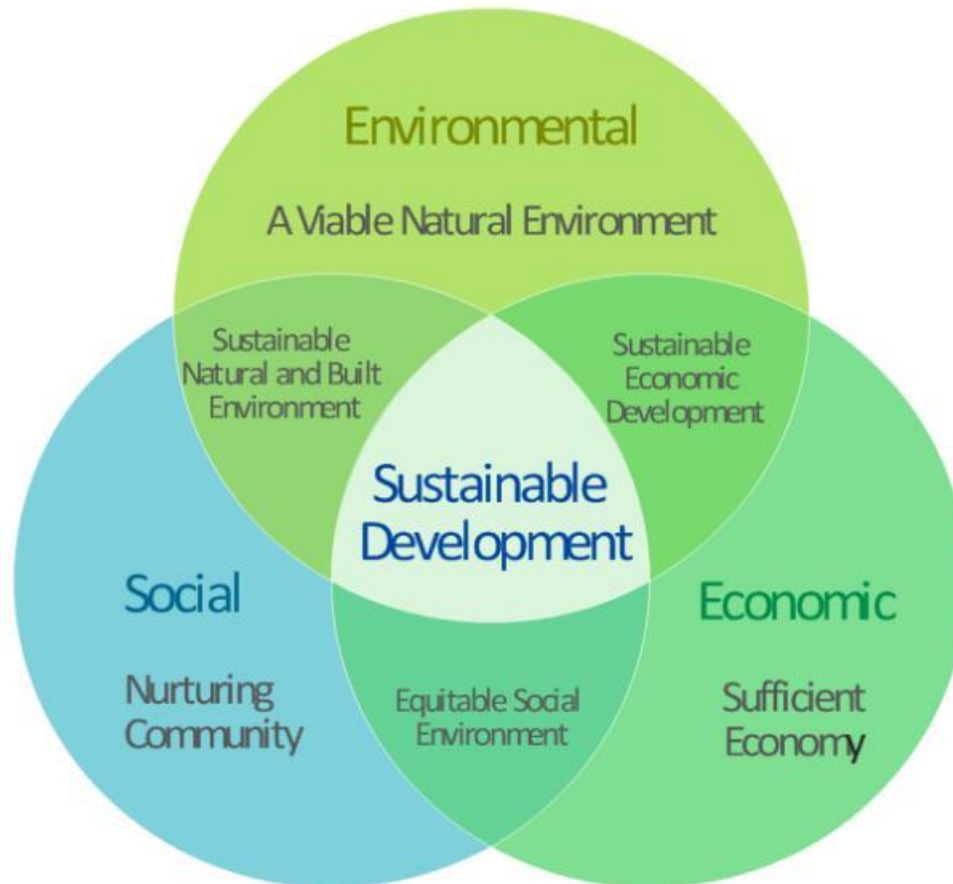 Environmental
A Viable Natural Environment
Sustainable
Natural and Built
Environment
Sustainable
Economic
Development
Sustainable
Development
Social
Nurturing
Community
Equitable Social
Environment
Economic
Sufficient
Economy